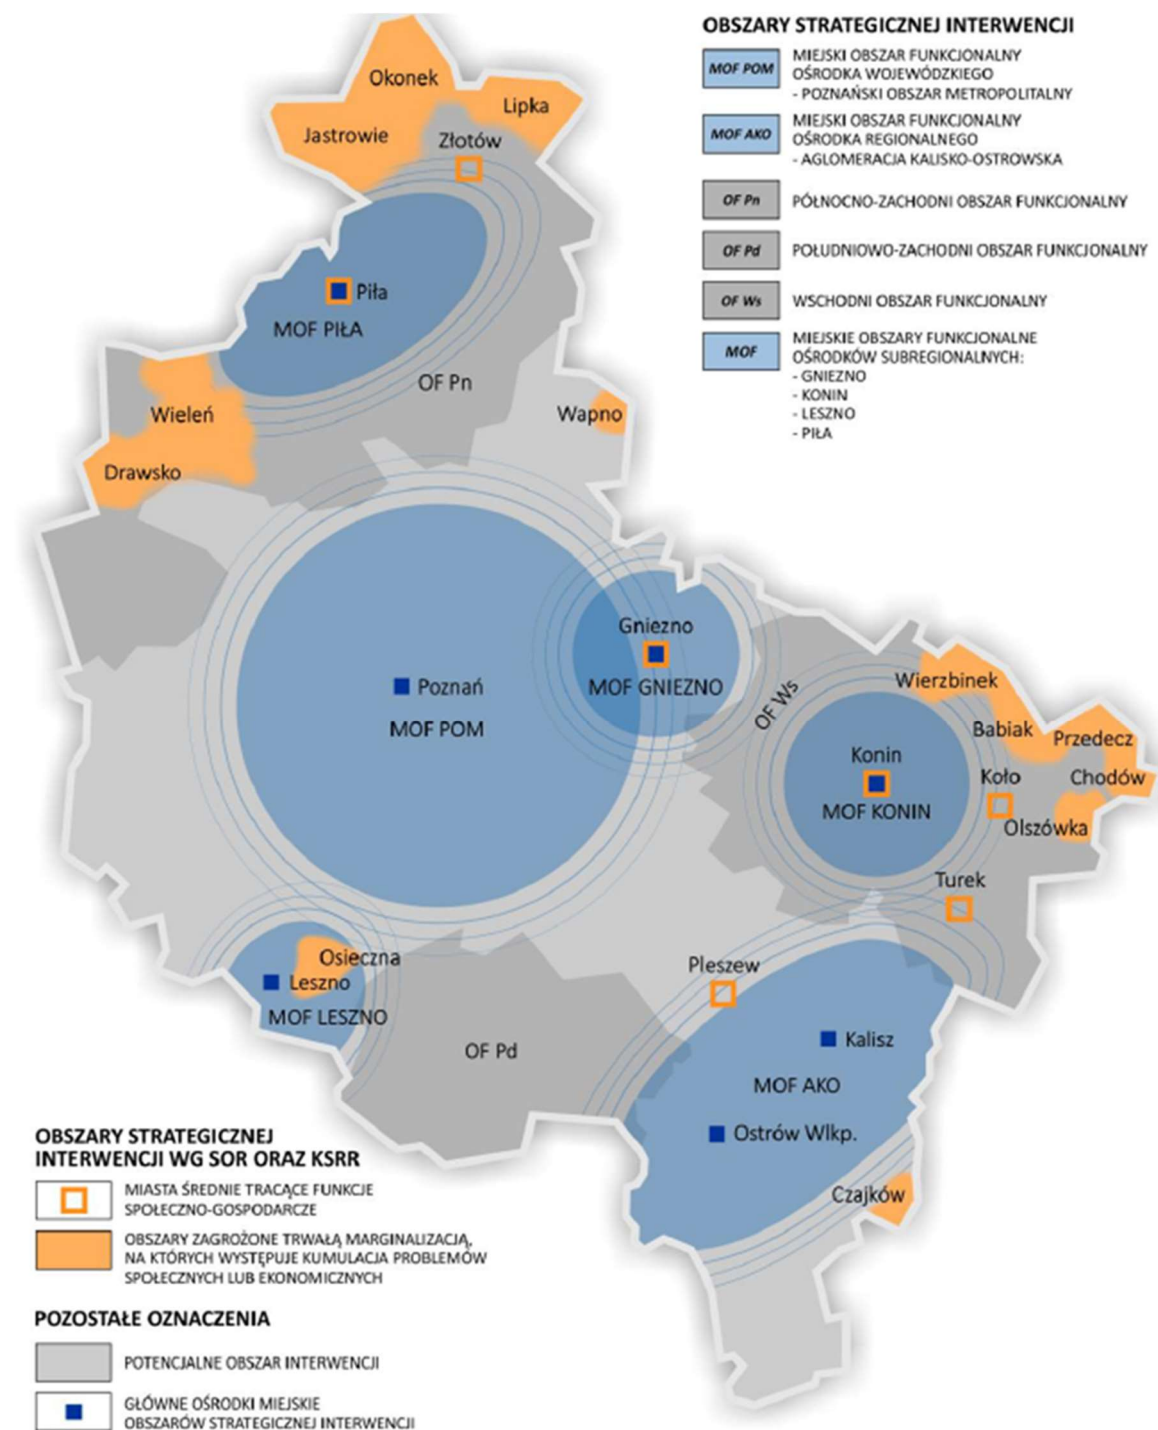 OBSZARY STRATEGICZNEJ INTERWENCJI
MOF POM
MIEJSKI OBSZAR FUNKCJONALNY
OŚRODKA WOJEWÓDZKIEGO
- POZNAŃSKI OBSZAR METROPOLITALNY
MOF AKO
MIEJSKI OBSZAR FUNKCJONALNY
OŚRODKA REGIONALNEGO
- AGLOMERACJA KALISKO-OSTROWSKA
OF Pn
PÓŁNOCNO-ZACHODNI OBSZAR FUNKCJONALNY
OF Pd
POŁUDNIOWO-ZACHODNI OBSZAR FUNKCJONALNY
OF Ws
WSCHODNI OBSZAR FUNKCJONALNY
MOF
MIEJSKIE OBSZARY FUNKCJONALNE
OŚRODKÓW SUBREGIONALNYCH:
- GNIEZNO
- KONIN
- LESZNO
- PIŁA
Okonek
Lipka
Jastrowie
Złotów
Piła
MOF PIŁA
OF Pn
Wieleń
Wapno
Drawsko
Gniezno
MOF GNIEZNO
Poznań
MOF POM
OF Ws
Wierzbinek
Babiak
Przedecz
Konin
Koło
Chodów
MOF KONIN
Olszówka
Turek
Osieczna
Leszno
MOF LESZNO
Pleszew
Kalisz
OF Pd
MOF AKO
Ostrów Wlkp.
Czajków
OBSZARY STRATEGICZNEJ
INTERWENCJI WG SOR ORAZ KSRR
MIASTA ŚREDNIE TRACĄCE FUNKCJE
SPOŁECZNO-GOSPODARCZE
OBSZARY ZAGROŻONE TRWAŁĄ MARGINALIZACJĄ,
NA KTÓRYCH WYSTĘPUJE KUMULACJA PROBLEMÓW
SPOŁECZNYCH LUB EKONOMICZNYCH
POZOSTAŁE OZNACZENIA
POTENCJALNE OBSZAR INTERWENCJI
GŁÓWNE OŚRODKI MIEJSKIE
OBSZARÓW STRATEGICZNEJ INTERWENCJI